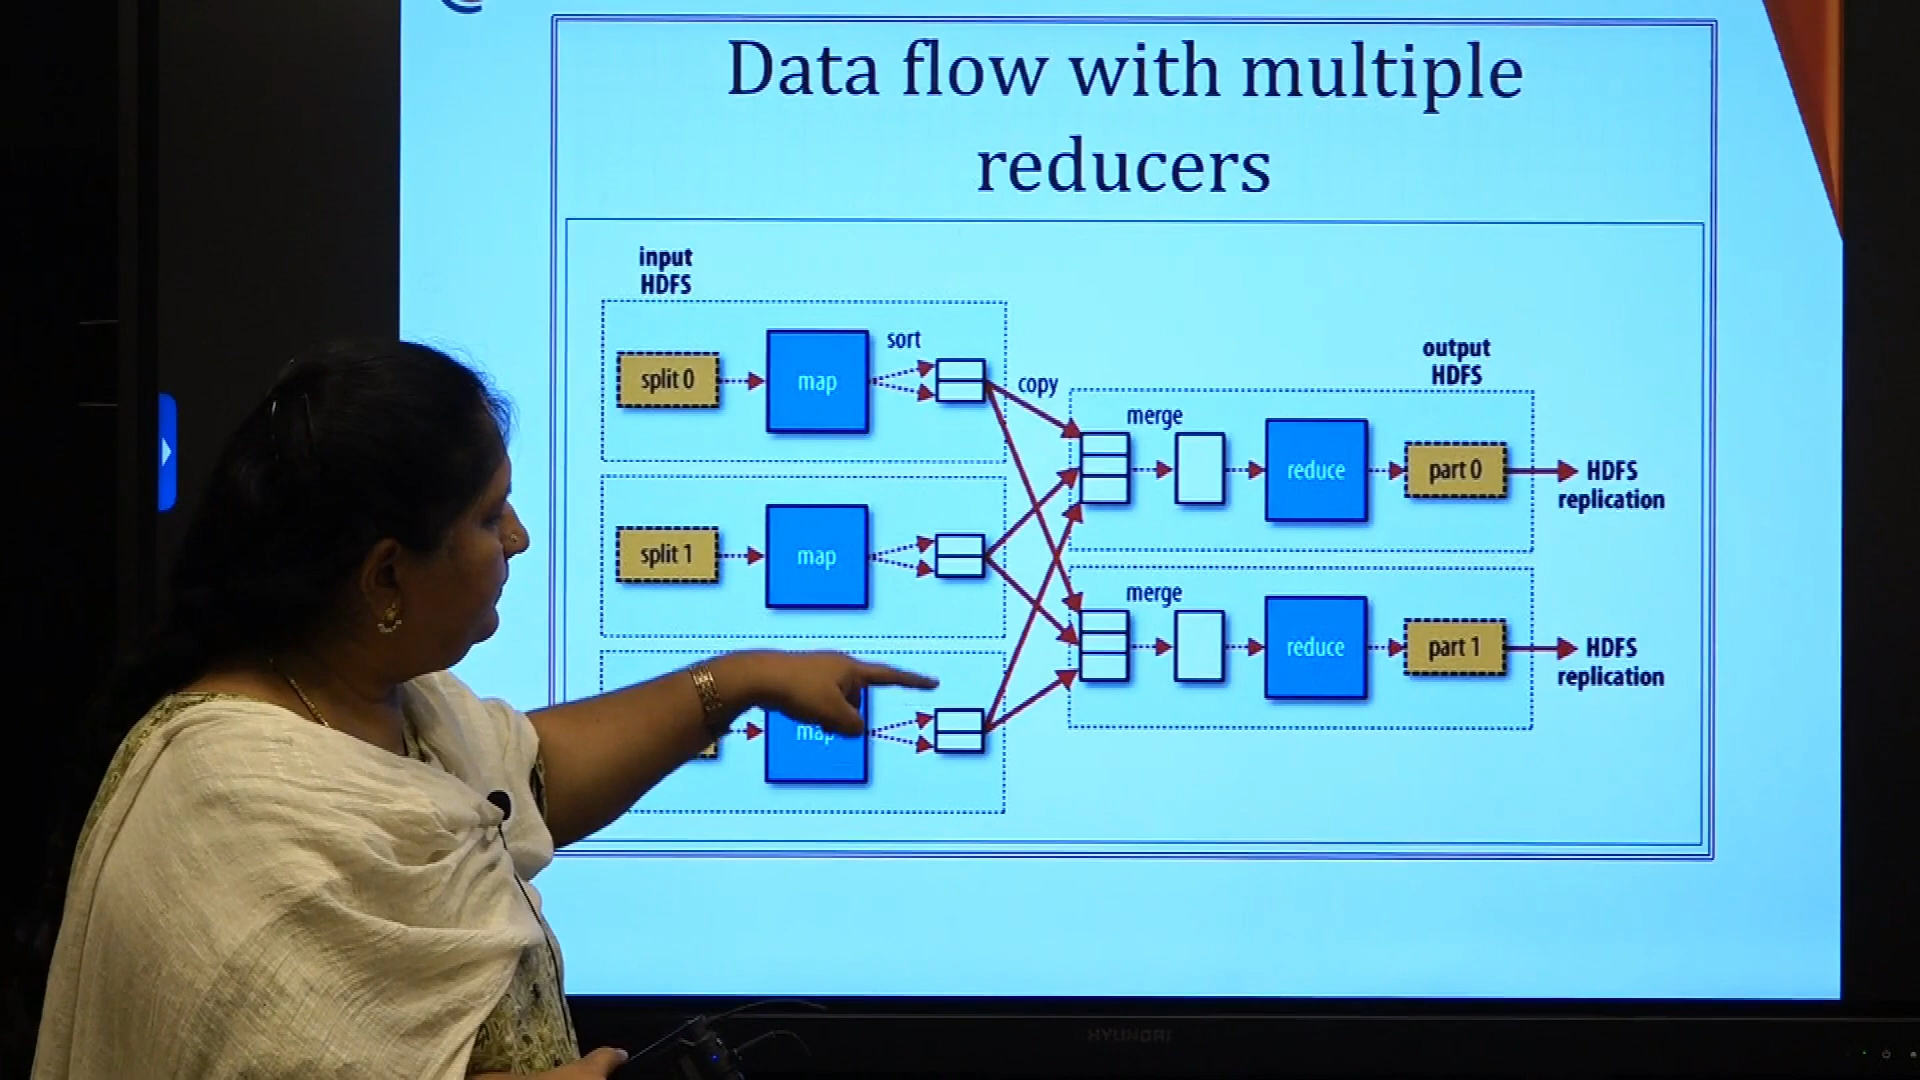 Data flow with multiple
reducers
input
HDFS
split 0
map
sort
copy
split 1
map
map
output
HDFS
merge
reduce
part 0
HDFS
replication
merge
reduce
part 1
HDFS
replication
HYUNDAI